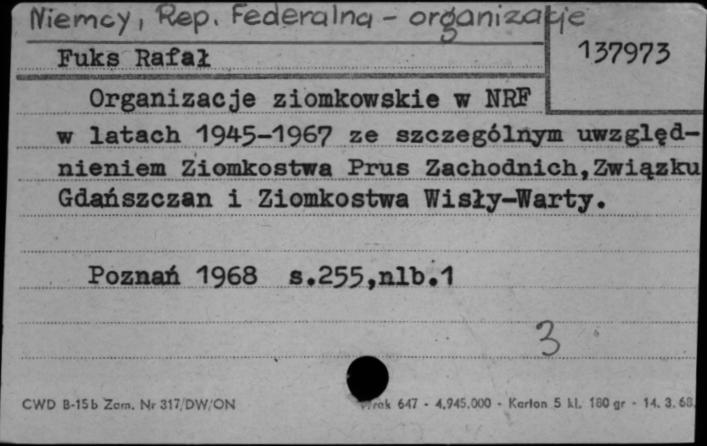 Niemcy, Rep. Federalna - organizacje
Fuks Rafał
137973
Organizacje ziomkowskie w NRF
w latach 1945-1967 ze szczególnym uwzględ-
nieniem Ziomkostwa Prus Zachodnich,Związku
Gdańszczan i Ziomkostwa Wisły-Warty.
Poznań 1968 s.255,nlb.1
3
CWD B-15b Zam. Nr 317/DW/ON
647 - 4.945.000 - Karton 5 kl. 180 gr - 14. 3. 68.